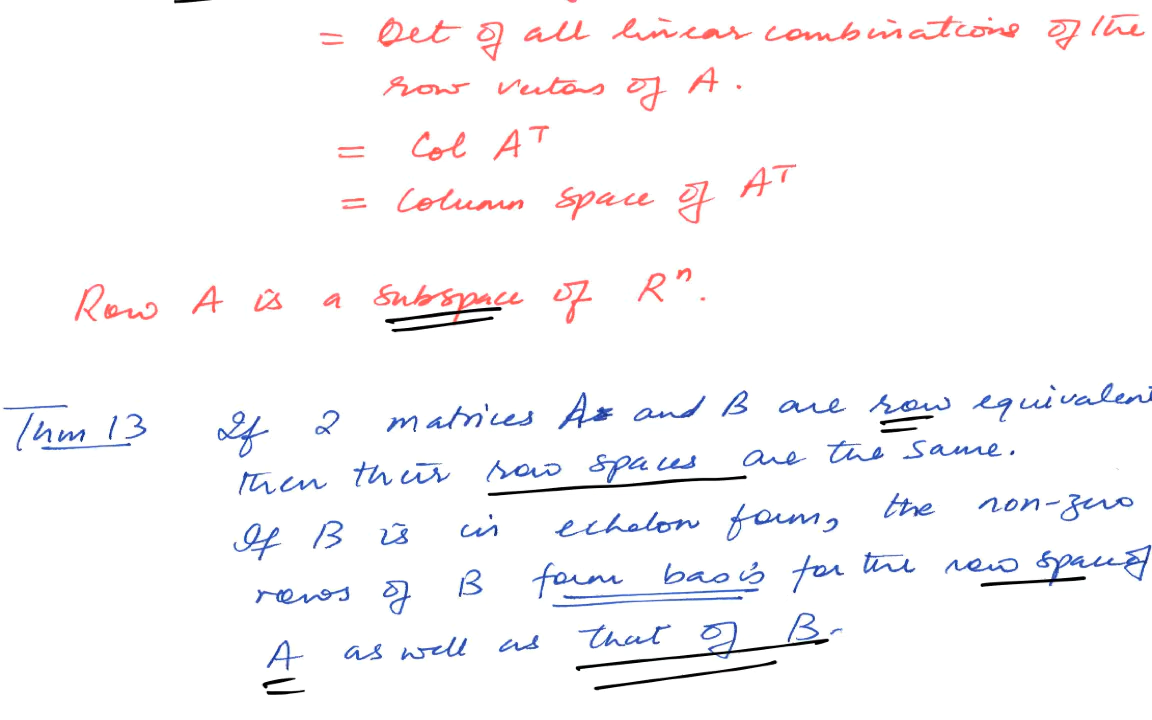 = Set of all linear combinations of the
row vectors of A.
= Col Aᵀ
= Column space of Aᵀ
Row A is a subspace of Rⁿ.
Thm 13 If 2 matrices A and B are row equivalent
then their row spaces are the same.
If B is in echelon form, the non-zero
rows of B form basis for the row space of
A as well as that of B.